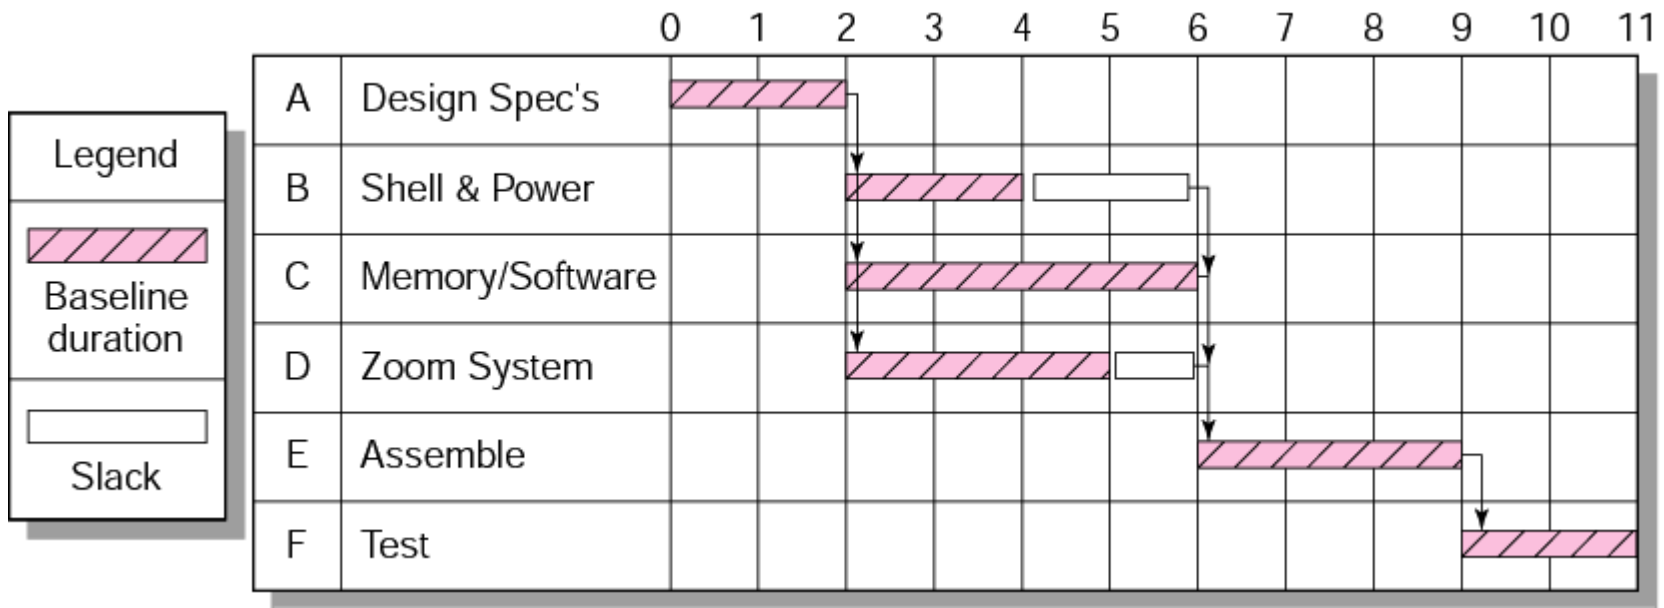 0 1 2 3 4 5 6 7 8 9 10 11
A Design Spec's
B Shell & Power
C Memory/Software
D Zoom System
E Assemble
F Test
Legend
Baseline
duration
Slack